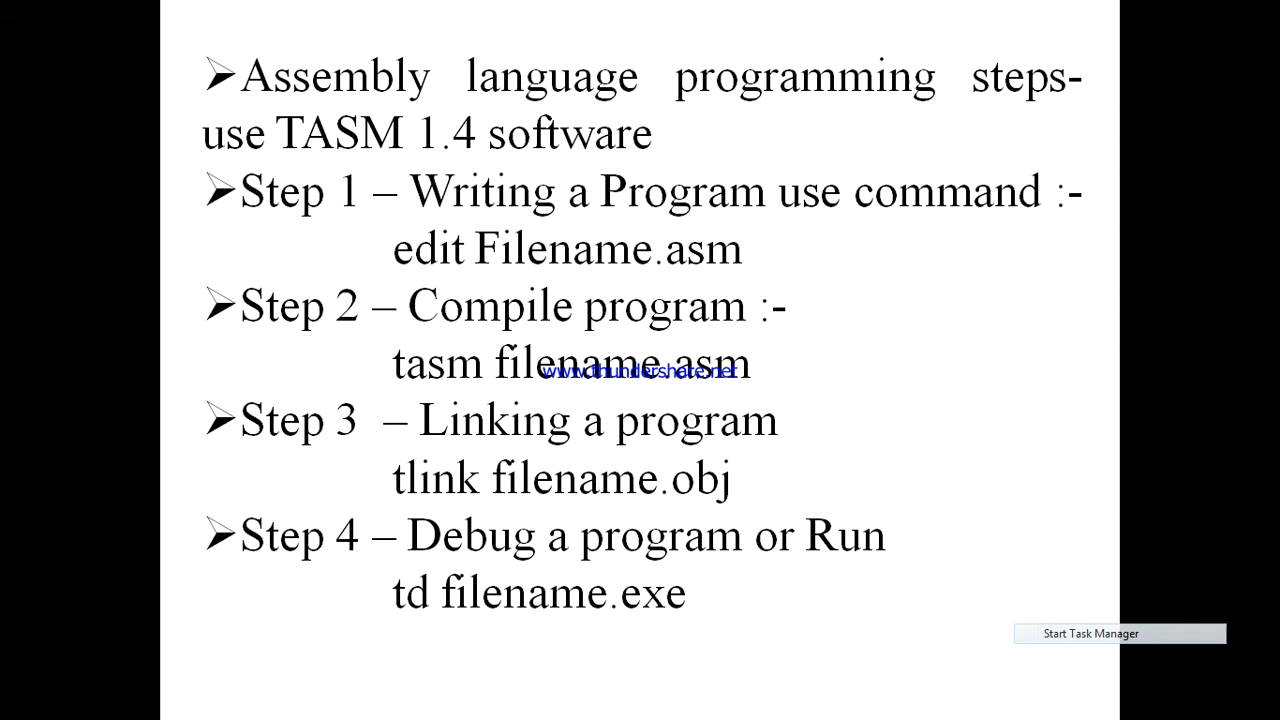 ➢Assembly language programming steps-
use TASM 1.4 software
➢Step 1 – Writing a Program use command :-
edit Filename.asm
➢Step 2 – Compile program :-
tasm filename.asm
www.thundershare.net
➢Step 3 – Linking a program
tlink filename.obj
➢Step 4 – Debug a program or Run
td filename.exe
Start Task Manager